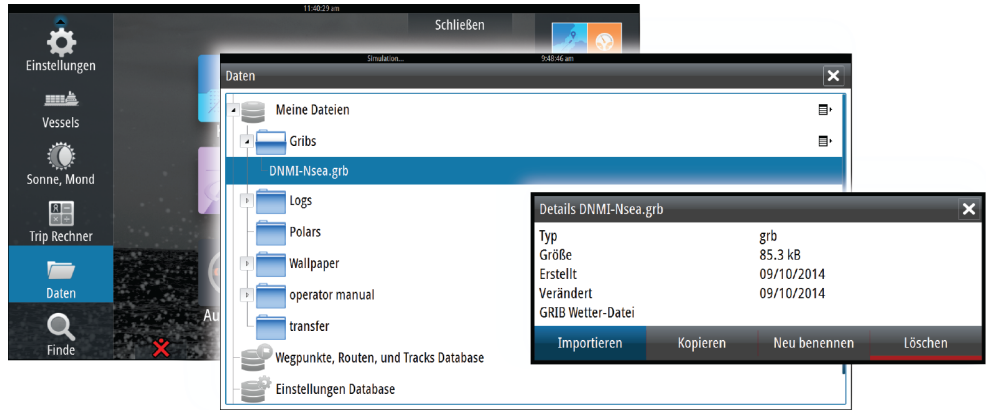 11:40:29 am
Schließen
Einstellungen
Vessels
Sonne, Mond
Trip Rechner
Daten
Finde
Au
Simulation...
9:48:46 am
Daten
Meine Dateien
Gribs
DNMI-Nsea.grb
Logs
Polars
Wallpaper
operator manual
transfer
Wegpunkte, Routen, und Tracks Database
Einstellungen Database
Details DNMI-Nsea.grb
Typ grb
Größe 85.3 kB
Erstellt 09/10/2014
Verändert 09/10/2014
GRIB Wetter-Datei
Importieren Kopieren Neu benennen Löschen